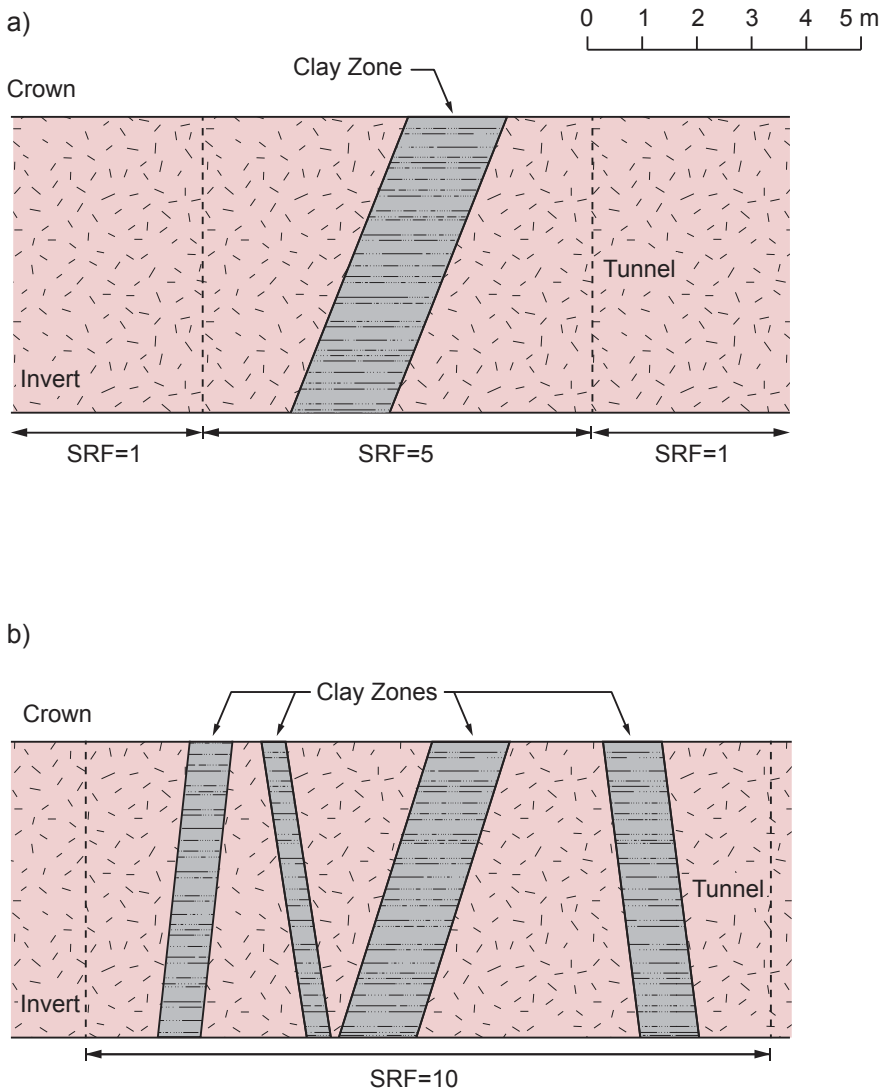 a)
0 1 2 3 4 5 m
Clay Zone
Crown
Tunnel
Invert
SRF=1 SRF=5 SRF=1
b)
Clay Zones
Crown
Tunnel
Invert
SRF=10